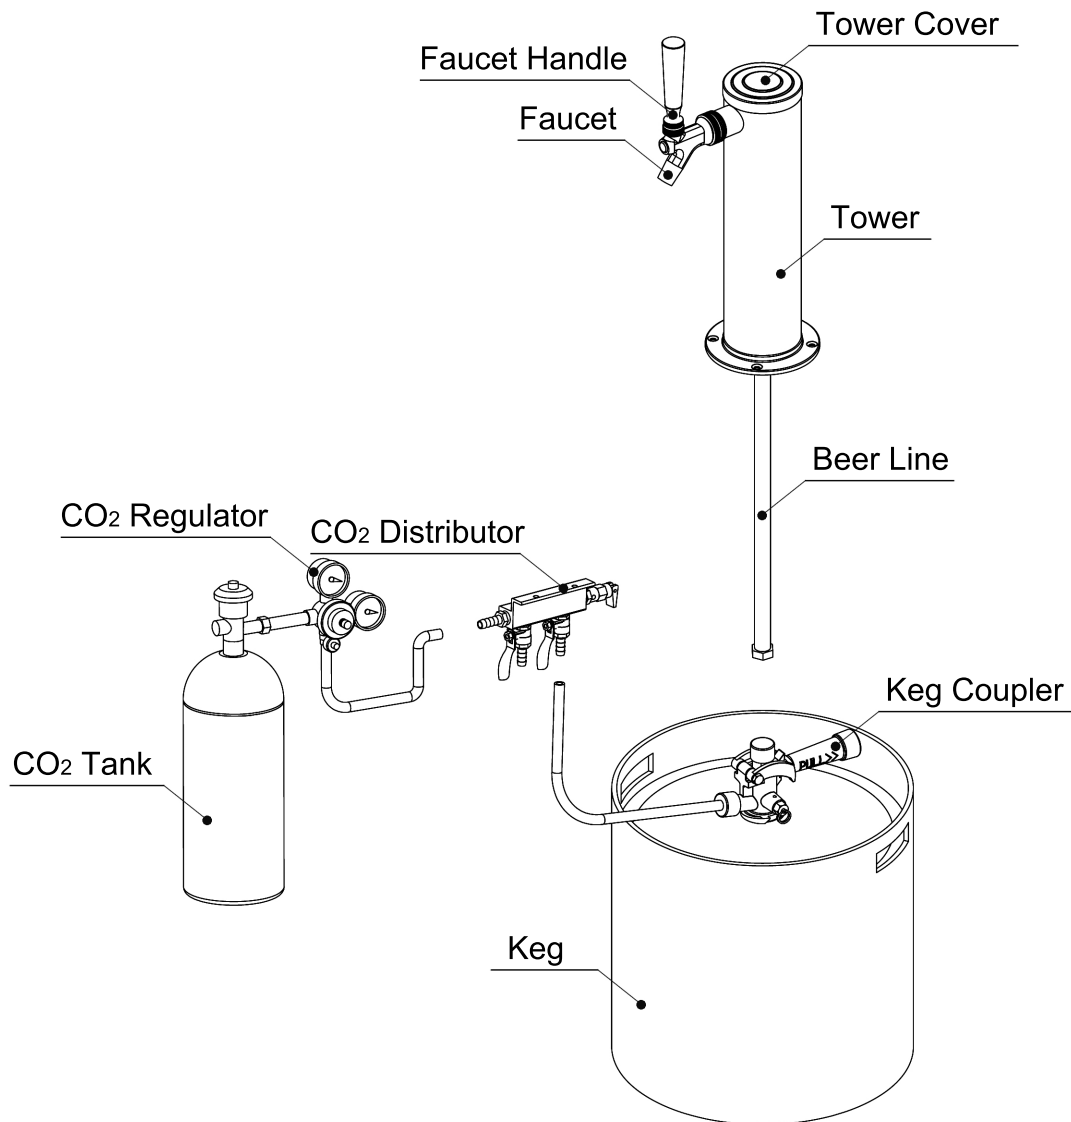 Tower Cover
Faucet Handle
Faucet
Tower
Beer Line
CO2 Regulator
CO2 Distributor
Keg Coupler
PULL>>
CO2 Tank
Keg